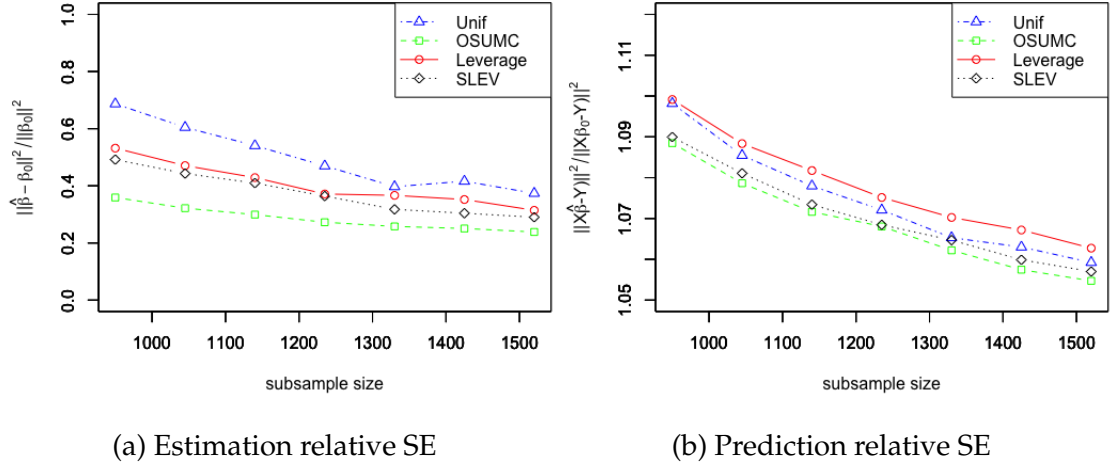 ||β̂ − β₀||²/||β₀||²
1.0
0.8
0.6
0.4
0.2
0.0
Unif
OSUMC
Leverage
SLEV
1000 1100 1200 1300 1400 1500
subsample size
(a) Estimation relative SE
||Xβ̂-Y)||²/||Xβ₀-Y)||²
1.11
1.09
1.07
1.05
Unif
OSUMC
Leverage
SLEV
1000 1100 1200 1300 1400 1500
subsample size
(b) Prediction relative SE